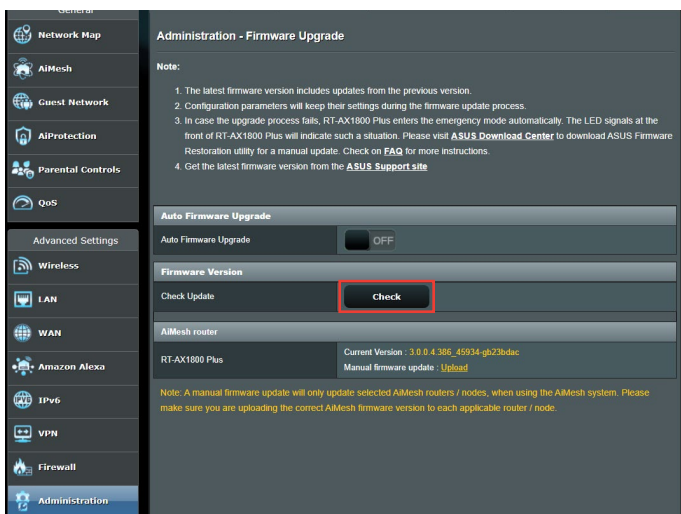 General
Network Map
AiMesh
Guest Network
AiProtection
Parental Controls
QoS
Advanced Settings
Wireless
LAN
WAN
Amazon Alexa
IPv6
VPN
Firewall
Administration
Administration - Firmware Upgrade
Note:
1. The latest firmware version includes updates from the previous version.
2. Configuration parameters will keep their settings during the firmware update process.
3. In case the upgrade process fails, RT-AX1800 Plus enters the emergency mode automatically. The LED signals at the
front of RT-AX1800 Plus will indicate such a situation. Please visit ASUS Download Center to download ASUS Firmware
Restoration utility for a manual update. Check on FAQ for more instructions.
4. Get the latest firmware version from the ASUS Support site
Auto Firmware Upgrade
Auto Firmware Upgrade OFF
Firmware Version
Check Update Check
AiMesh router
RT-AX1800 Plus
Current Version : 3.0.0.4.386_45934-gb23bdac
Manual firmware update : Upload
Note: A manual firmware update will only update selected AiMesh routers / nodes, when using the AiMesh system. Please
make sure you are uploading the correct AiMesh firmware version to each applicable router / node.